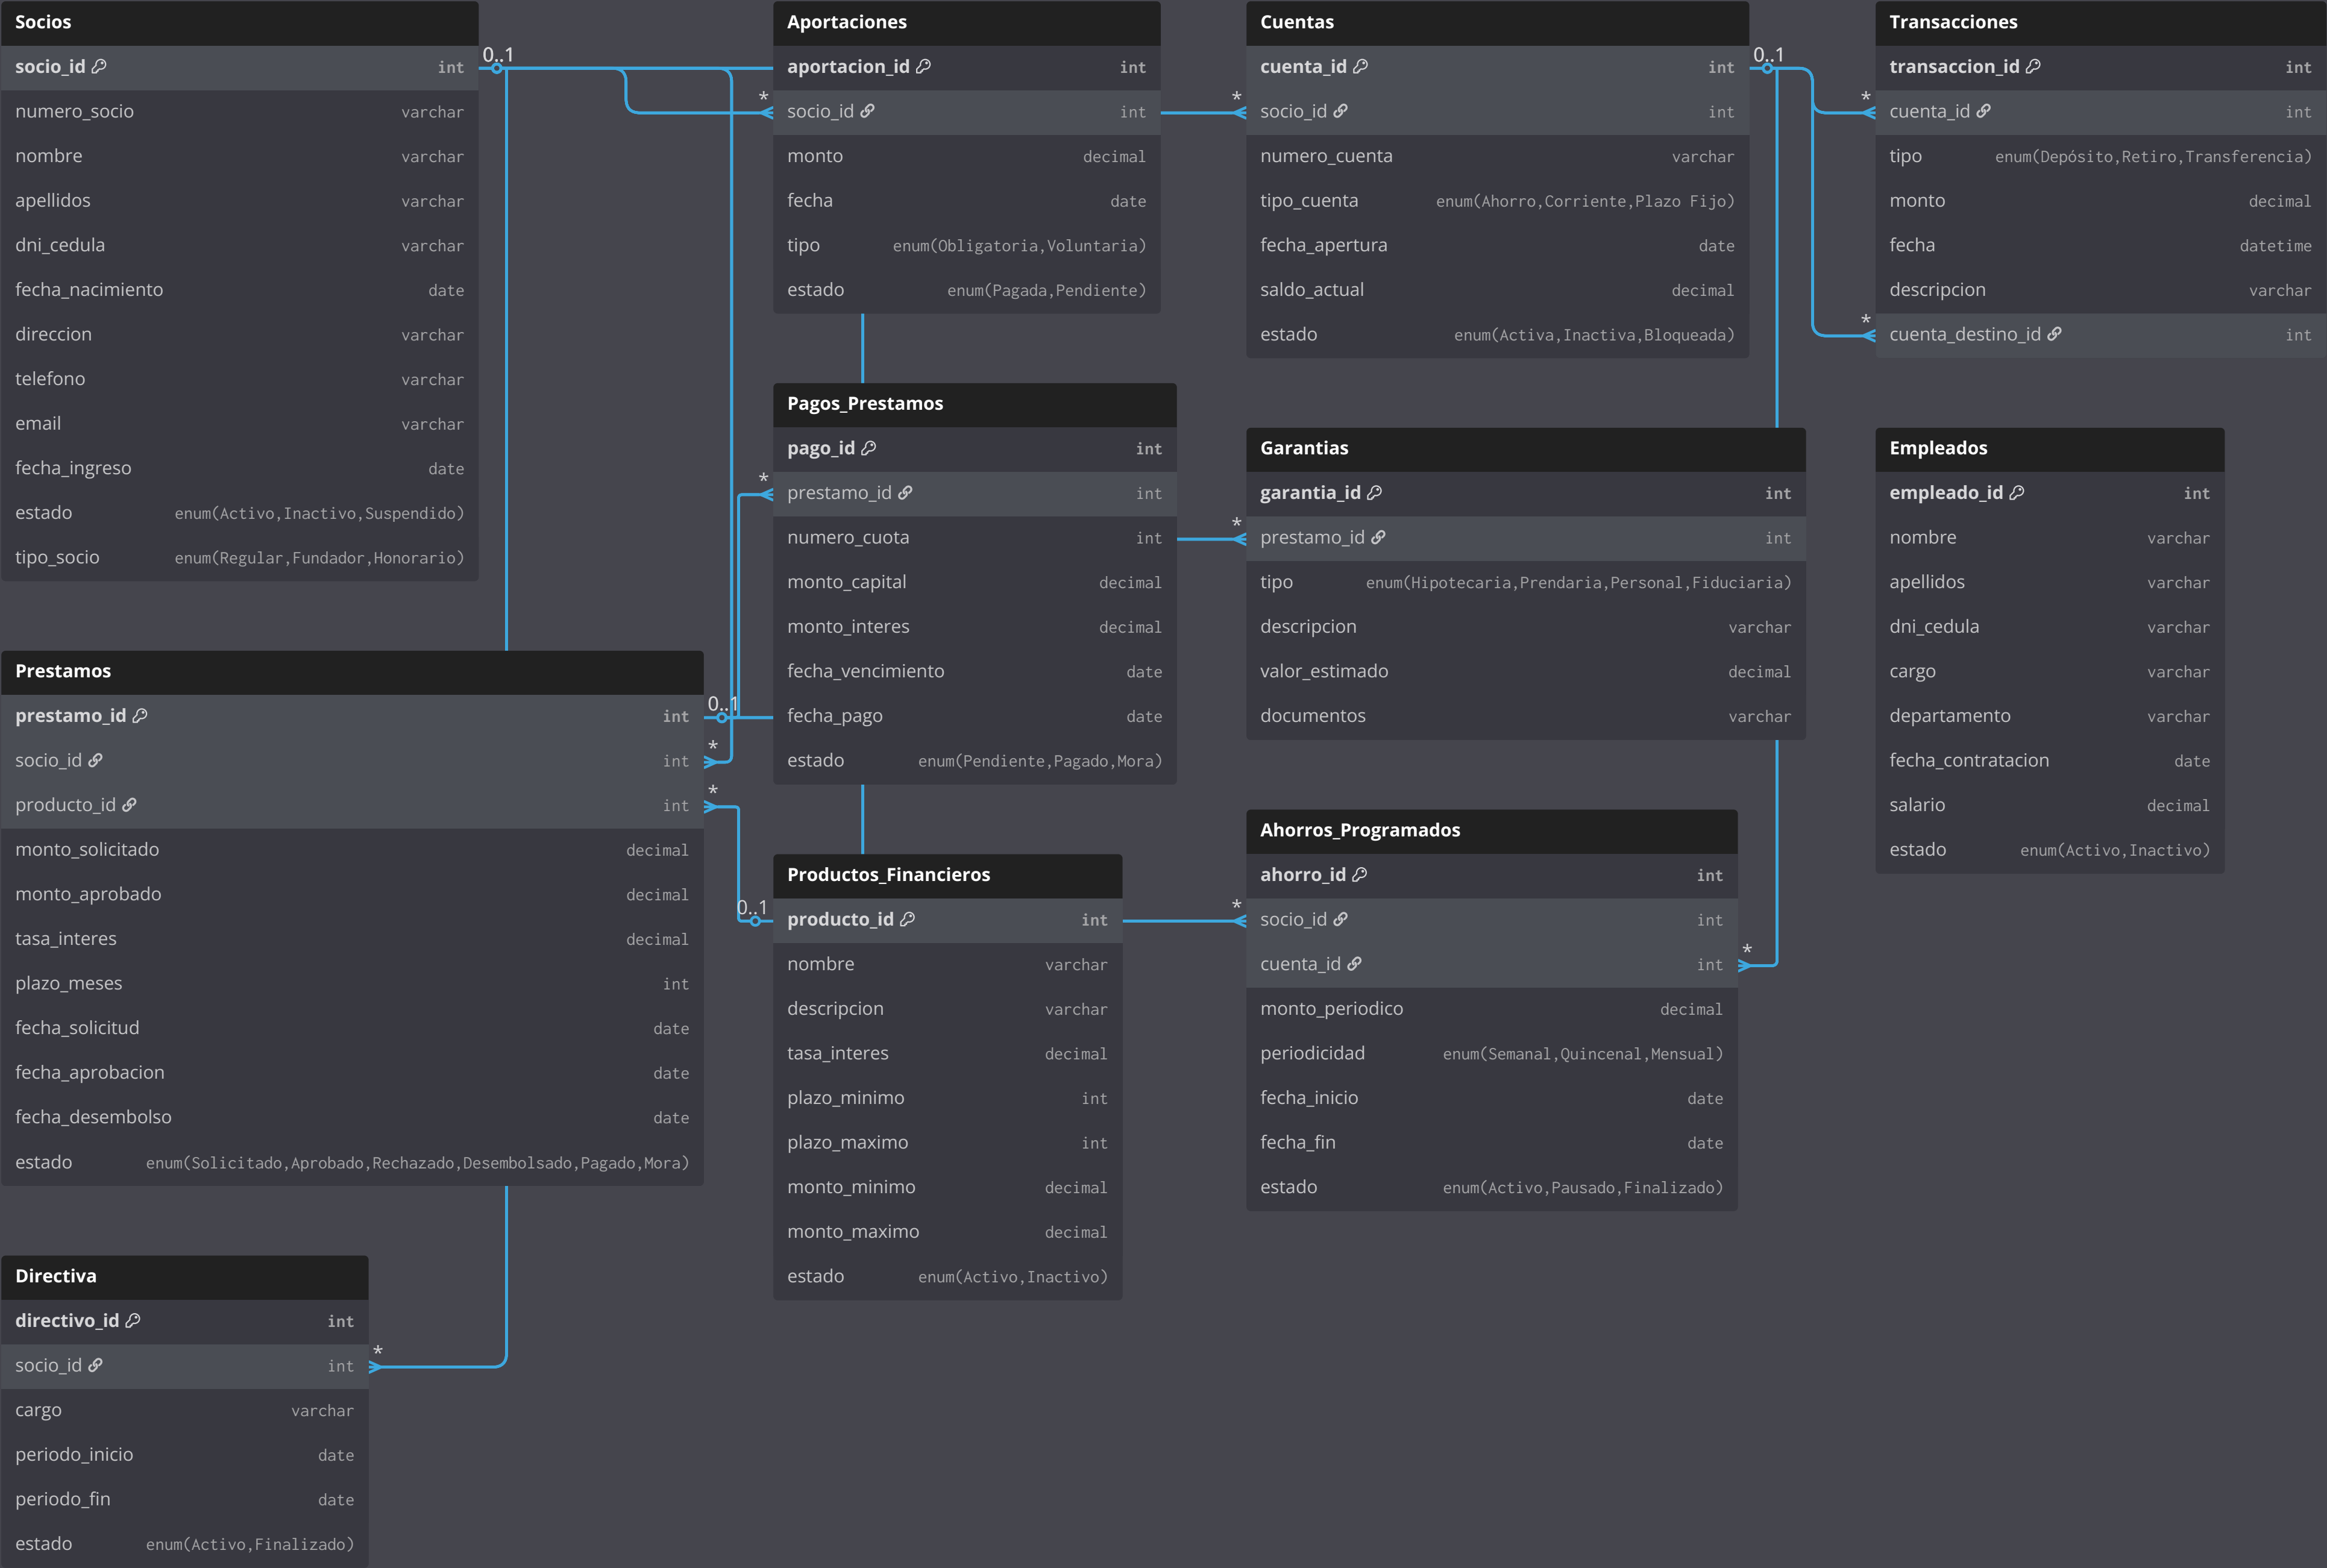 Socios
socio_id int
numero_socio varchar
nombre varchar
apellidos varchar
dni_cedula varchar
fecha_nacimiento date
direccion varchar
telefono varchar
email varchar
fecha_ingreso date
estado enum(Activo,Inactivo,Suspendido)
tipo_socio enum(Regular,Fundador,Honorario)
0..1
Aportaciones
aportacion_id int
* socio_id int
monto decimal
fecha date
tipo enum(Obligatoria,Voluntaria)
estado enum(Pagada,Pendiente)
Cuentas
cuenta_id int
* socio_id int
numero_cuenta varchar
tipo_cuenta enum(Ahorro,Corriente,Plazo Fijo)
fecha_apertura date
saldo_actual decimal
estado enum(Activa,Inactiva,Bloqueada)
0..1
Transacciones
transaccion_id int
* cuenta_id int
tipo enum(Depósito,Retiro,Transferencia)
monto decimal
fecha datetime
descripcion varchar
* cuenta_destino_id int
Pagos_Prestamos
pago_id int
* prestamo_id int
numero_cuota int
monto_capital decimal
monto_interes decimal
fecha_vencimiento date
fecha_pago date
estado enum(Pendiente,Pagado,Mora)
Garantias
garantia_id int
* prestamo_id int
tipo enum(Hipotecaria,Prendaria,Personal,Fiduciaria)
descripcion varchar
valor_estimado decimal
documentos varchar
Empleados
empleado_id int
nombre varchar
apellidos varchar
dni_cedula varchar
cargo varchar
departamento varchar
fecha_contratacion date
salario decimal
estado enum(Activo,Inactivo)
Prestamos
prestamo_id int 0..1
socio_id int *
producto_id int *
monto_solicitado decimal
monto_aprobado decimal
tasa_interes decimal
plazo_meses int
fecha_solicitud date
fecha_aprobacion date
fecha_desembolso date
estado enum(Solicitado,Aprobado,Rechazado,Desembolsado,Pagado,Mora)
Productos_Financieros
0..1 producto_id int
nombre varchar
descripcion varchar
tasa_interes decimal
plazo_minimo int
plazo_maximo int
monto_minimo decimal
monto_maximo decimal
estado enum(Activo,Inactivo)
Ahorros_Programados
ahorro_id int
* socio_id int
cuenta_id int *
monto_periodico decimal
periodicidad enum(Semanal,Quincenal,Mensual)
fecha_inicio date
fecha_fin date
estado enum(Activo,Pausado,Finalizado)
Directiva
directivo_id int
socio_id int *
cargo varchar
periodo_inicio date
periodo_fin date
estado enum(Activo,Finalizado)